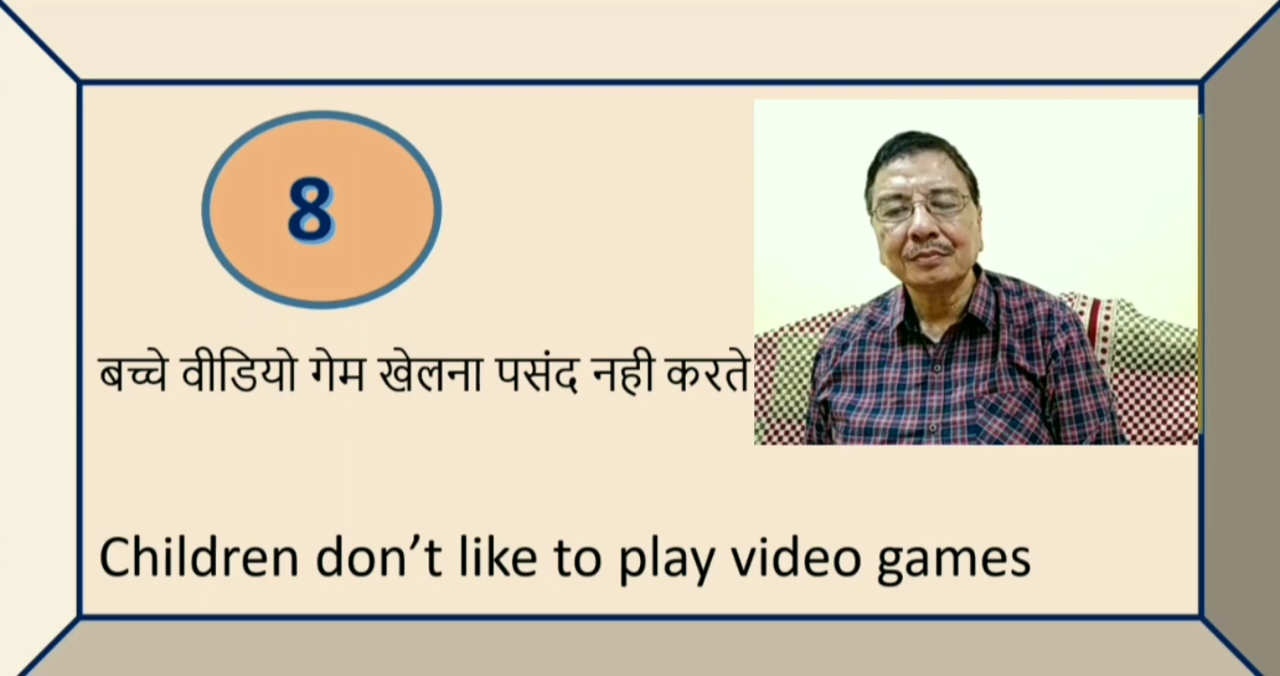 8
बच्चे वीडियो गेम खेलना पसंद नही करते
Children don’t like to play video games